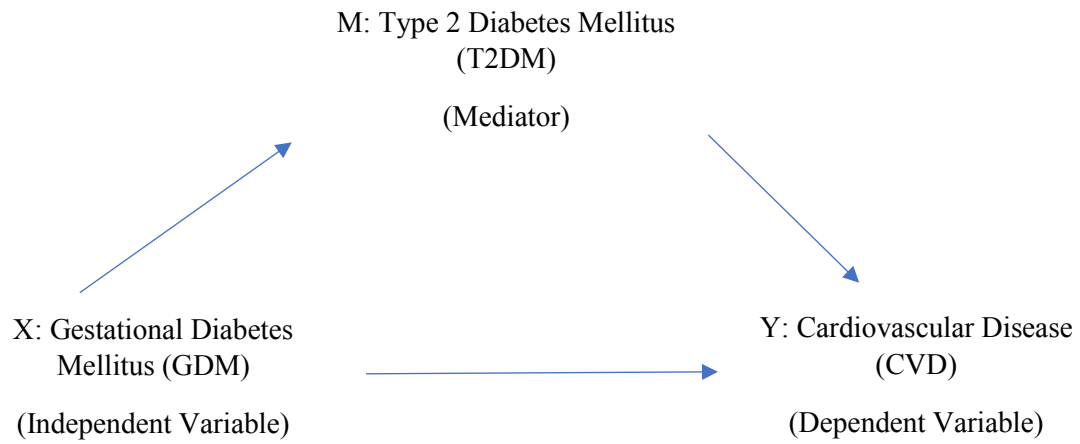 M: Type 2 Diabetes Mellitus
(T2DM)
(Mediator)
X: Gestational Diabetes
Mellitus (GDM)
(Independent Variable)
Y: Cardiovascular Disease
(CVD)
(Dependent Variable)